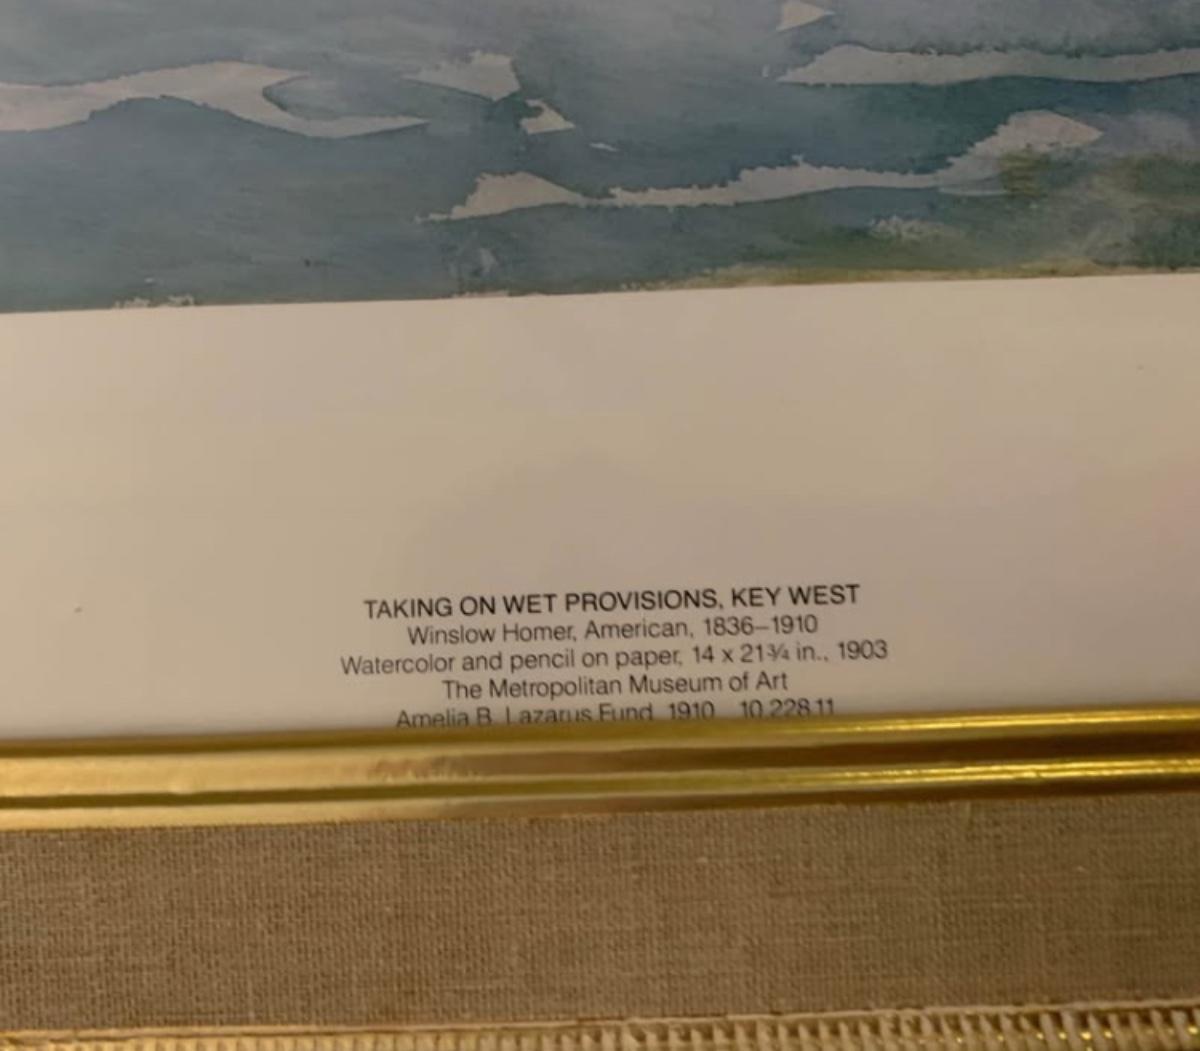 TAKING ON WET PROVISIONS, KEY WEST
Winslow Homer, American, 1836–1910
Watercolor and pencil on paper, 14 x 21¾ in., 1903
The Metropolitan Museum of Art
Amelia B. Lazarus Fund, 1910 10.228.11